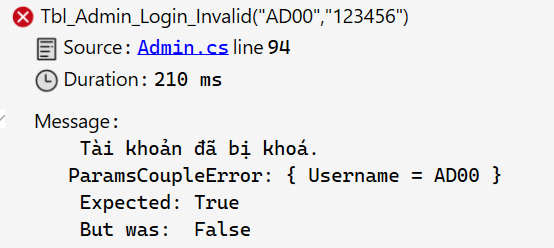 Tbl_Admin_Login_Invalid("AD00","123456")
Source: Admin.cs line 94
Duration: 210 ms
Message:
Tài khoản đã bị khoá.
ParamsCoupleError: { Username = AD00 }
Expected: True
But was:  False